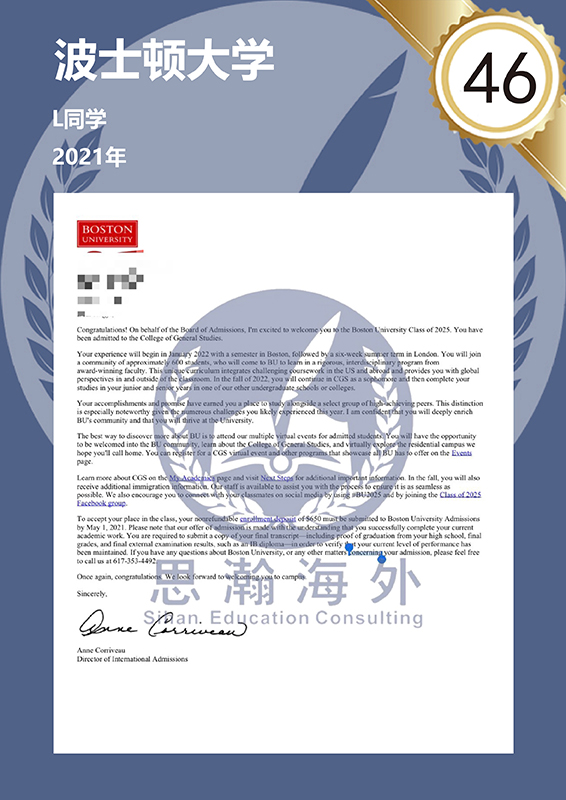 波士顿大学
46
L同学
2021年
BOSTON
UNIVERSITY
Congratulations! On behalf of the Board of Admissions, I'm excited to welcome you to the Boston University Class of 2025. You have
been admitted to the College of General Studies.
Your experience will begin in January 2022 with a semester in Boston, followed by a six-week summer term in London. You will join
a community of approximately 600 students, who will come to BU to learn in a rigorous, interdisciplinary program from
award-winning faculty. This unique curriculum integrates challenging coursework in the US and abroad and provides you with global
perspectives in and outside of the classroom. In the fall of 2022, you will continue in CGS as a sophomore and then complete your
studies in your junior and senior years in one of our other undergraduate schools or colleges.
Your accomplishments and promise have earned you a place to study alongside a select group of high-achieving peers. This distinction
is especially noteworthy given the numerous challenges you likely experienced this year. I am confident that you will deeply enrich
BU's community and that you will thrive at the University.
The best way to discover more about BU is to attend our multiple virtual events for admitted students. You will have the opportunity
to be welcomed into the BU community, learn about the College of General Studies, and virtually explore the residential campus we
hope you'll call home. You can register for a CGS virtual event and other programs that showcase all BU has to offer on the Events
page.
Learn more about CGS on the My Academics page and visit Next Steps for additional important information. In the fall, you will also
receive additional immigration information. Our staff is available to assist you with the process to ensure it is as seamless as
possible. We also encourage you to connect with your classmates on social media by using #BU2025 and by joining the Class of 2025
Facebook group.
To accept your place in the class, your nonrefundable enrollment deposit of $650 must be submitted to Boston University Admissions
by May 1, 2021. Please note that our offer of admission is made with the understanding that you successfully complete your current
academic work. You are required to submit a copy of your final transcript—including proof of graduation from your high school, final
grades, and final external examination results, such as an IB diploma—in order to verify that your current level of performance has
been maintained. If you have any questions about Boston University, or any other matters concerning your admission, please feel free
to call us at 617-353-4492.
Once again, congratulations. We look forward to welcoming you to campus.
Sincerely,
思瀚海外
Sihan Education Consulting
Anne Corriveau
Anne Corriveau
Director of International Admissions